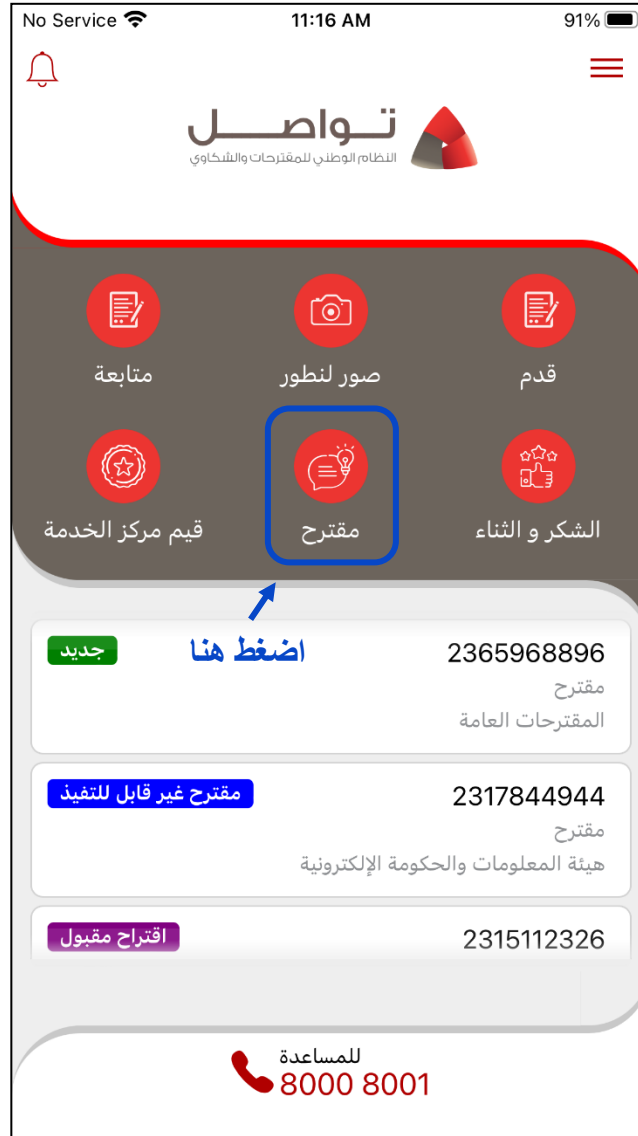 No Service 11:16 AM 91%
تـواصـــل
النظام الوطني للمقترحات والشكاوي
قدم صور لنطور متابعة
الشكر و الثناء مقترح قيم مركز الخدمة
اضغط هنا
2365968896 جديد
مقترح
المقترحات العامة
2317844944 مقترح غير قابل للتفيذ
مقترح
هيئة المعلومات والحكومة الإلكترونية
2315112326 اقتراح مقبول
للمساعدة
8000 8001